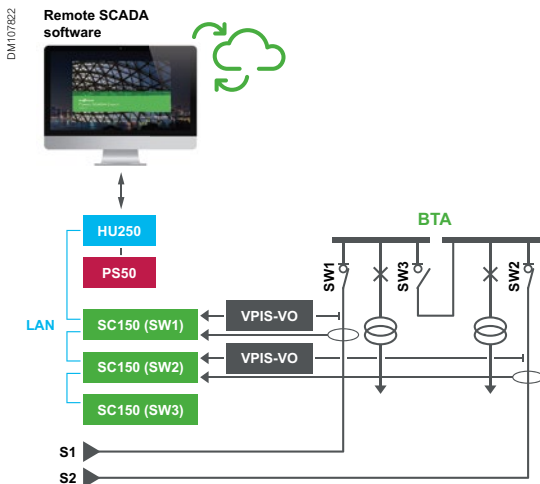 DM107822
Remote SCADA
software
HU250
PS50
LAN
SC150 (SW1)
SC150 (SW2)
SC150 (SW3)
VPIS-VO
VPIS-VO
BTA
SW1
SW3
SW2
S1
S2